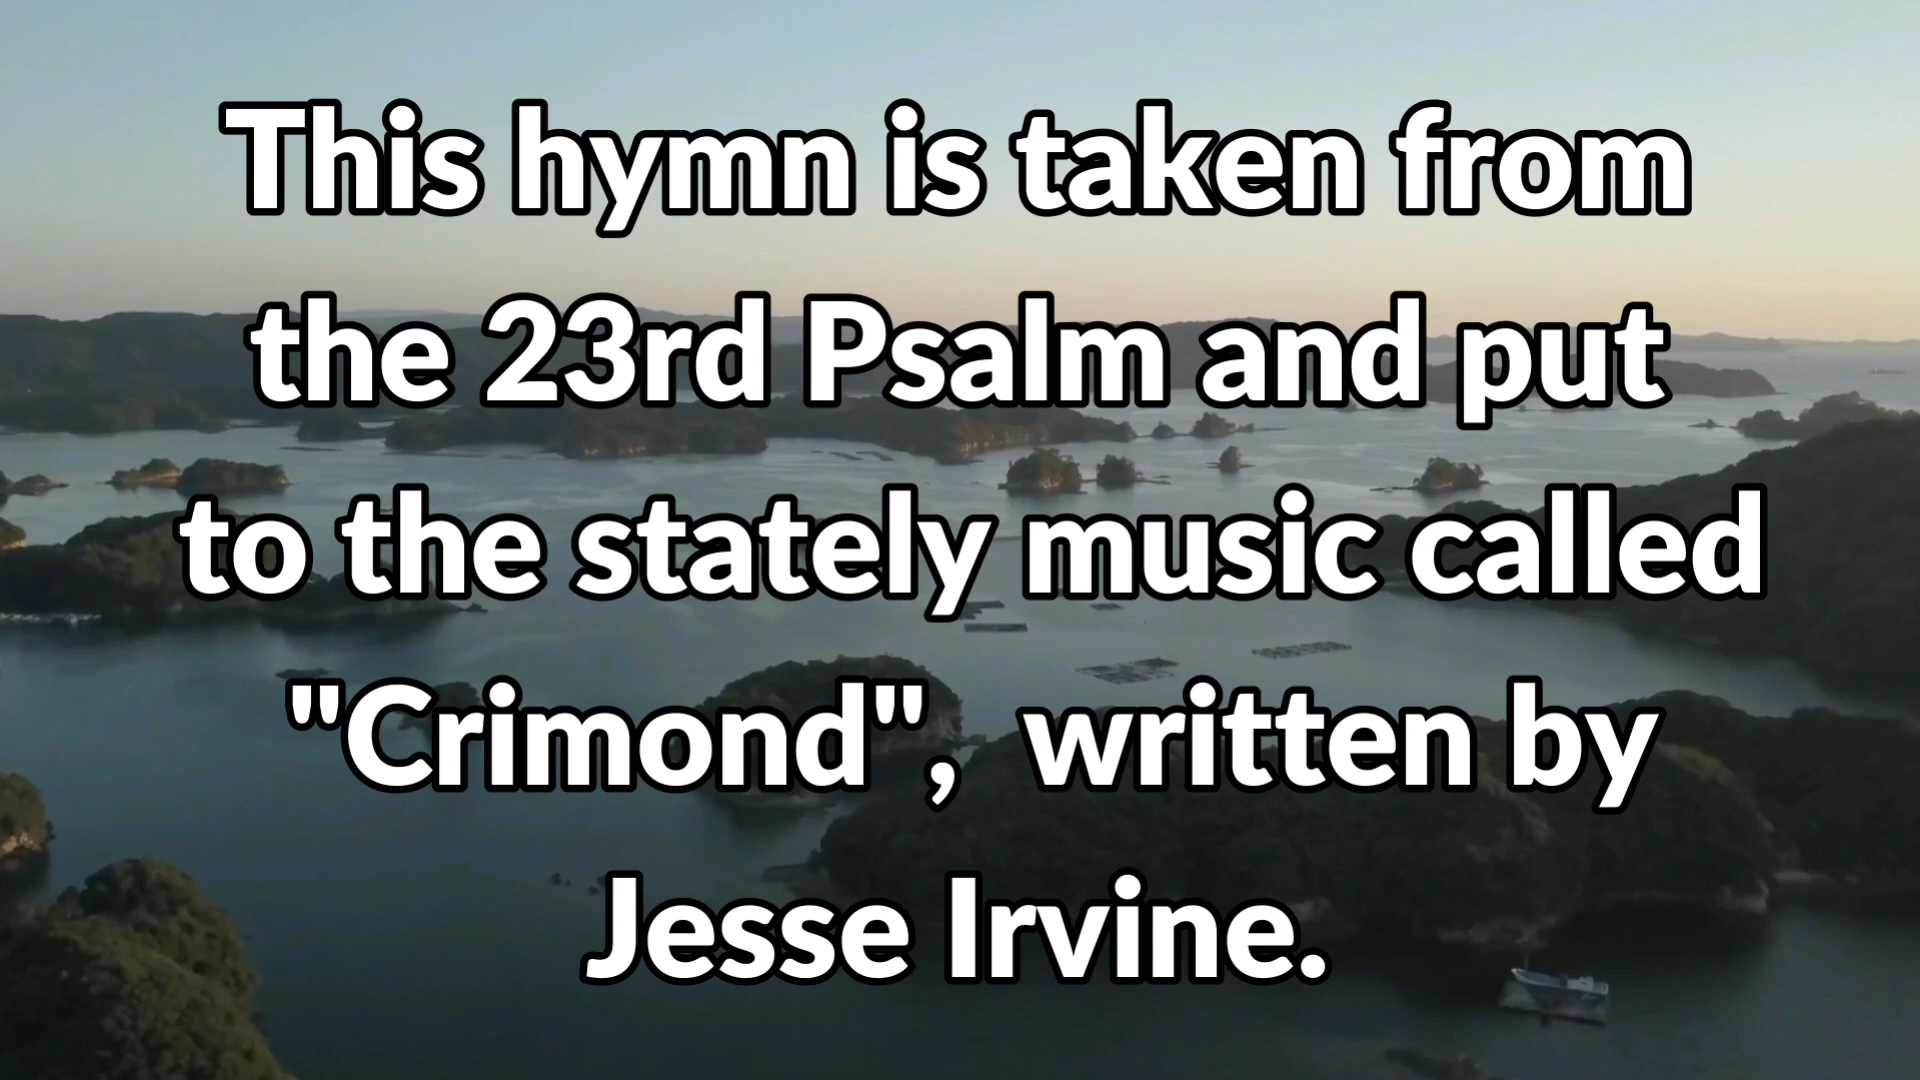 This hymn is taken from
the 23rd Psalm and put
to the stately music called
"Crimond",  written by
Jesse Irvine.